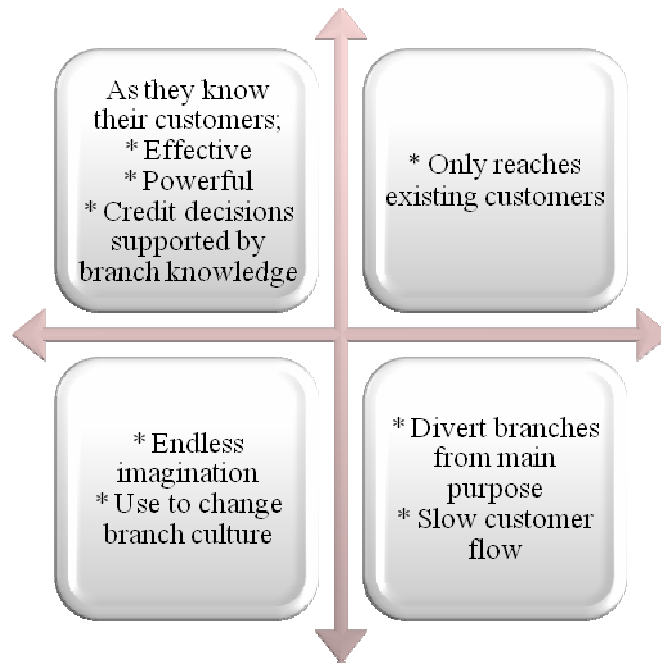 As they know
their customers;
* Effective
* Powerful
* Credit decisions
supported by
branch knowledge
* Only reaches
existing customers
* Endless
imagination
* Use to change
branch culture
* Divert branches
from main
purpose
* Slow customer
flow